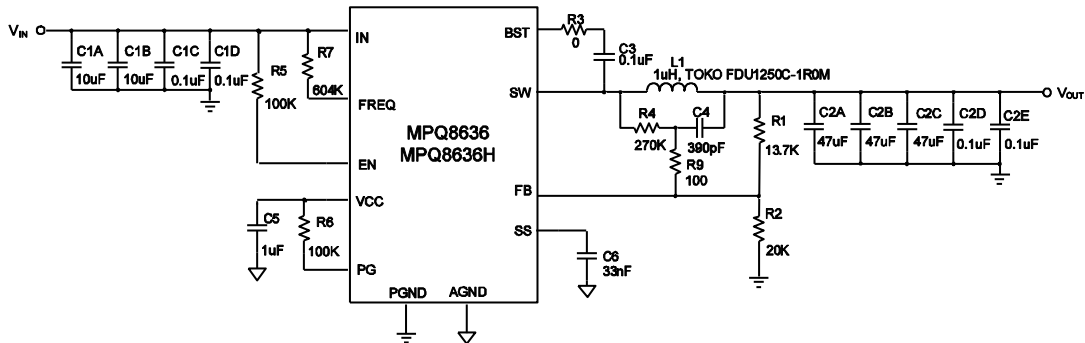 VIN
C1A
10uF
C1B
10uF
C1C
0.1uF
C1D
0.1uF
R5
100K
R7
604K
IN
FREQ
EN
VCC
PG
PGND
AGND
MPQ8636
MPQ8636H
BST
SW
FB
SS
C5
1uF
R6
100K
R3
0
C3
0.1uF
L1
1uH, TOKO FDU1250C-1R0M
R4
270K
C4
390pF
R9
100
R1
13.7K
R2
20K
C6
33nF
C2A
47uF
C2B
47uF
C2C
47uF
C2D
0.1uF
C2E
0.1uF
VOUT